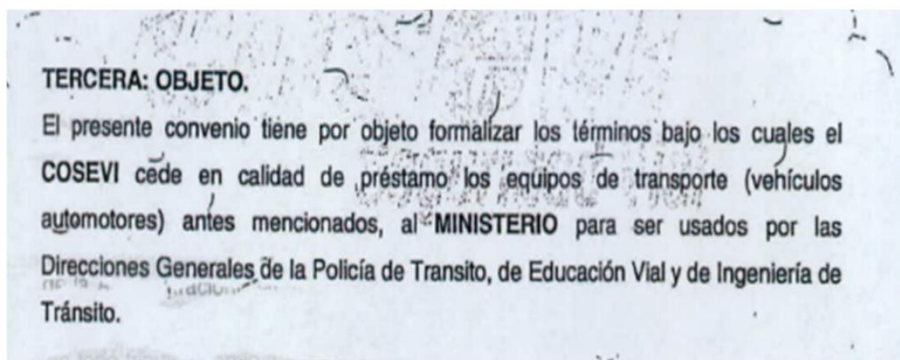 TERCERA: OBJETO.
El presente convenio tiene por objeto formalizar los términos bajo los cuales el
COSEVI cede en calidad de préstamo los equipos de transporte (vehículos
automotores) antes mencionados, al MINISTERIO para ser usados por las
Direcciones Generales de la Policía de Transito, de Educación Vial y de Ingeniería de
Tránsito.